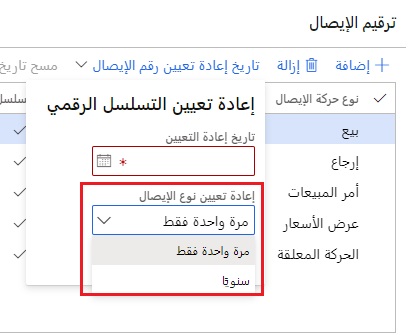 ترقيم الإيصال
إضافة إزالة تاريخ إعادة تعيين رقم الإيصال مسح تاريخ
نوع حركة الإيصال
بيع
إرجاع
أمر المبيعات
عرض الأسعار
الحركة المعلقة
إعادة تعيين التسلسل الرقمي
تاريخ إعادة التعيين
*
إعادة تعيين نوع الإيصال
مرة واحدة فقط
مرة واحدة فقط
سنويًا